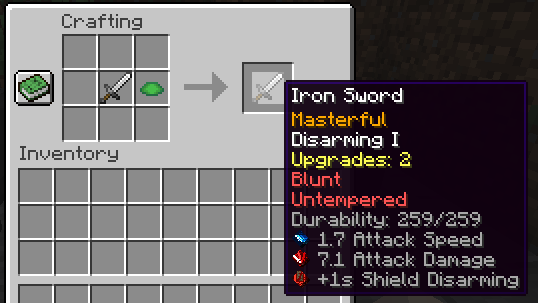 Crafting
Iron Sword
Masterful
Disarming I
Upgrades: 2
Blunt
Untempered
Durability: 259/259
1.7 Attack Speed
7.1 Attack Damage
+1s Shield Disarming
Inventory